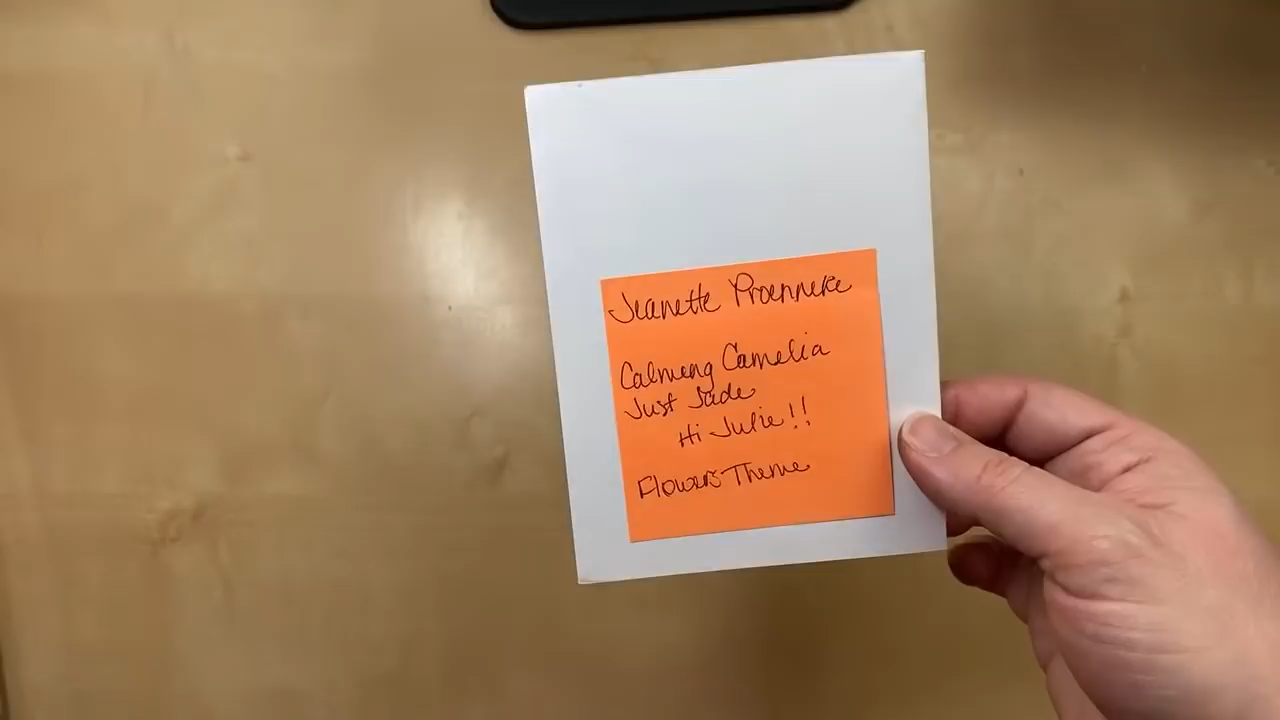 Jeanette Proenneke
Calming Camelia
Just Jade
Hi Julie!!
Flowers Theme